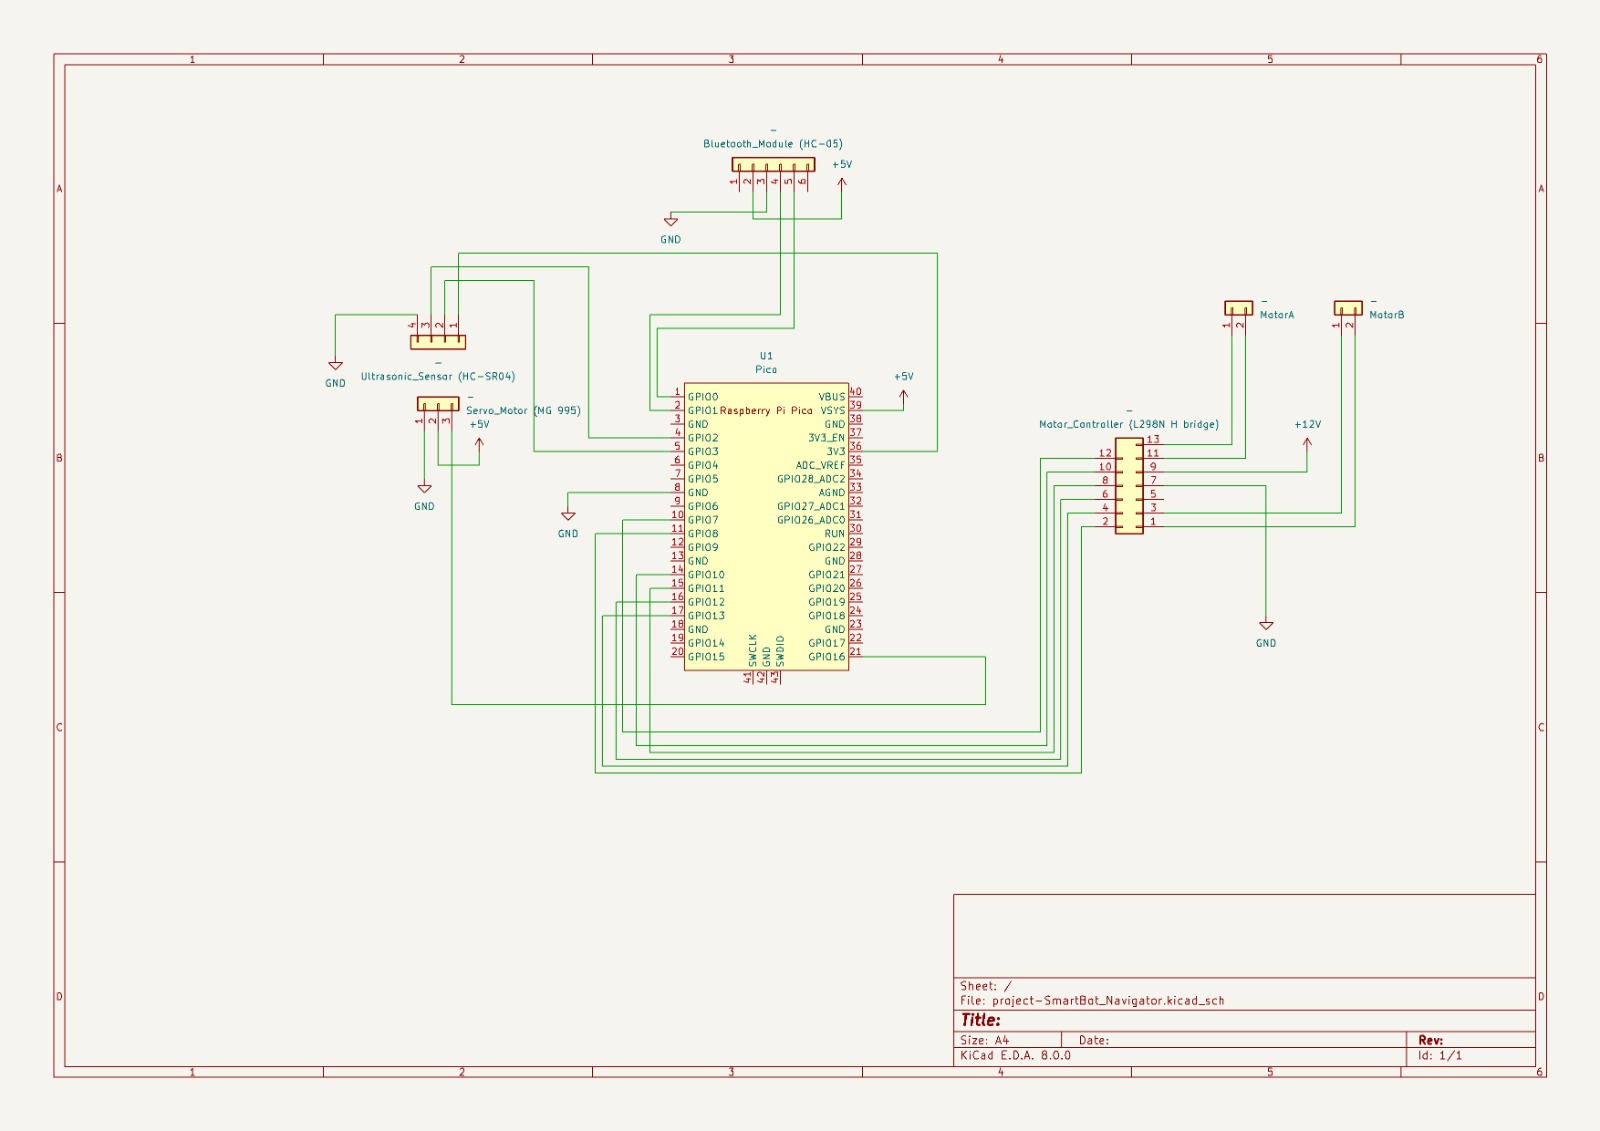 1 2 3 4 5 6
A A
B B
C C
D D
-
Bluetooth_Module (HC-05)
1 2 3 4 5 6
+5V
GND
4 3 2 1
-
Ultrasonic_Sensor (HC-SR04)
GND
-
Servo_Motor (MG 995)
1 2 3
+5V
GND
GND
U1
Pico
Raspberry Pi Pico
+5V
1 GPIO0 VBUS 40
2 GPIO1 VSYS 39
3 GND GND 38
4 GPIO2 3V3_EN 37
5 GPIO3 3V3 36
6 GPIO4 ADC_VREF 35
7 GPIO5 GPIO28_ADC2 34
8 GND AGND 33
9 GPIO6 GPIO27_ADC1 32
10 GPIO7 GPIO26_ADC0 31
11 GPIO8 RUN 30
12 GPIO9 GPIO22 29
13 GND GND 28
14 GPIO10 GPIO21 27
15 GPIO11 GPIO20 26
16 GPIO12 GPIO19 25
17 GPIO13 GPIO18 24
18 GND GND 23
19 GPIO14 GPIO17 22
20 GPIO15 GPIO16 21
SWCLK GND SWDIO
41 42 43
-
MotorA
1 2
-
MotorB
1 2
-
Motor_Controller (L298N H bridge)
+12V
13
12 11
10 9
8 7
6 5
4 3
2 1
GND
Sheet: /
File: project-SmartBot_Navigator.kicad_sch
Title:
Size: A4 Date: Rev:
KiCad E.D.A. 8.0.0 Id: 1/1
1 2 3 4 5 6